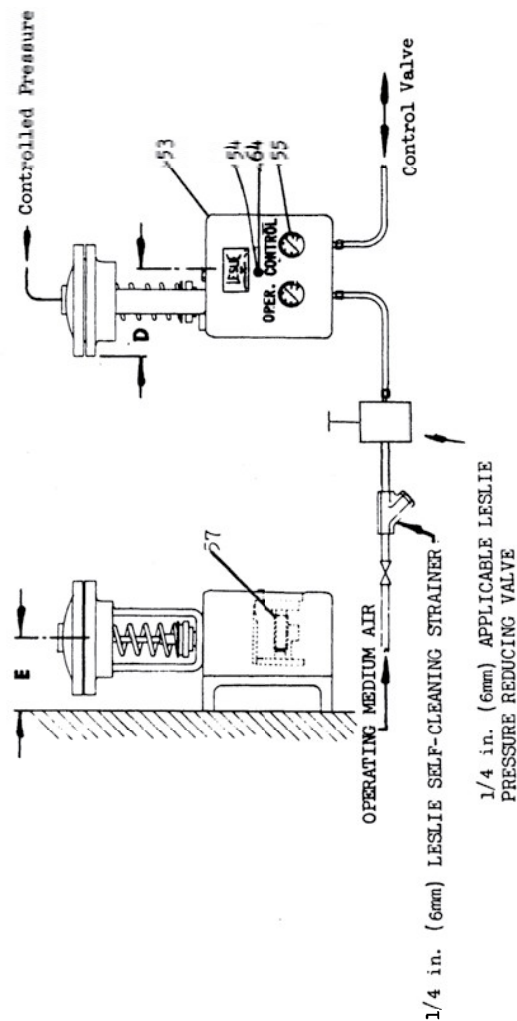 Controlled Pressure
53
54
64
55
D
LESLIE
OPER. CONTROL
Control Valve
E
57
OPERATING MEDIUM AIR
1/4 in. (6mm) LESLIE SELF-CLEANING STRAINER
1/4 in. (6mm) APPLICABLE LESLIE
PRESSURE REDUCING VALVE